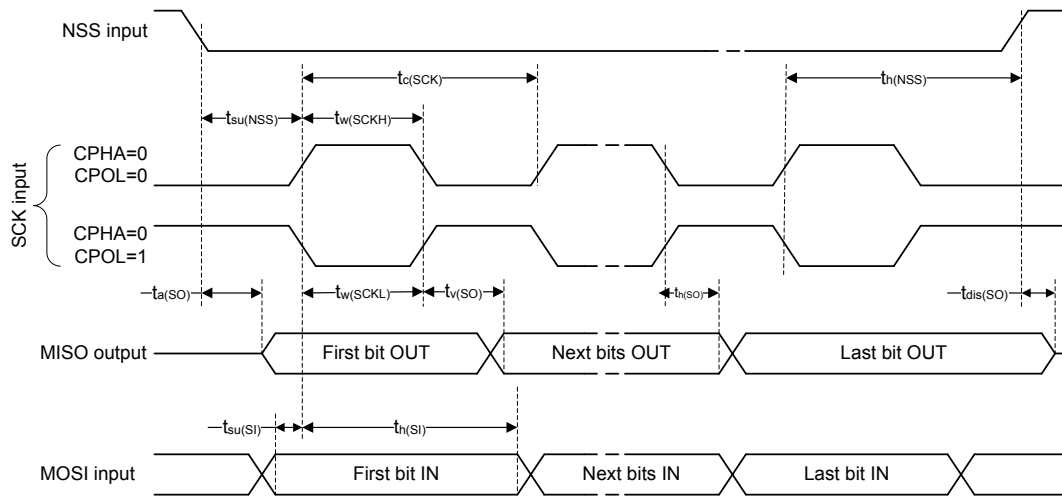 NSS input
tc(SCK)
th(NSS)
tsu(NSS)
tw(SCKH)
SCK input
CPHA=0
CPOL=0
CPHA=0
CPOL=1
ta(SO)
tw(SCKL)
tv(SO)
th(SO)
tdis(SO)
MISO output
First bit OUT
Next bits OUT
Last bit OUT
tsu(SI)
th(SI)
MOSI input
First bit IN
Next bits IN
Last bit IN